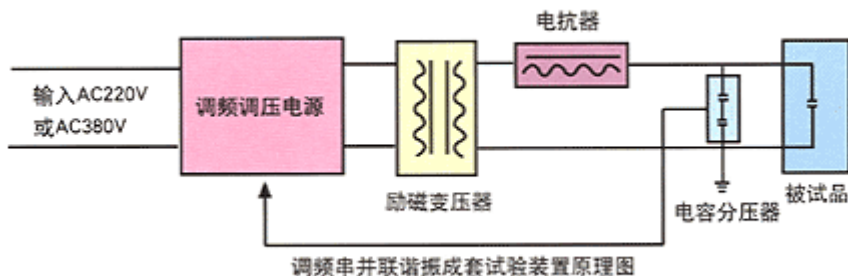 电抗器
输入AC220V
或AC380V
调频调压电源
励磁变压器
电容分压器
被试品
调频串并联谐振成套试验装置原理图